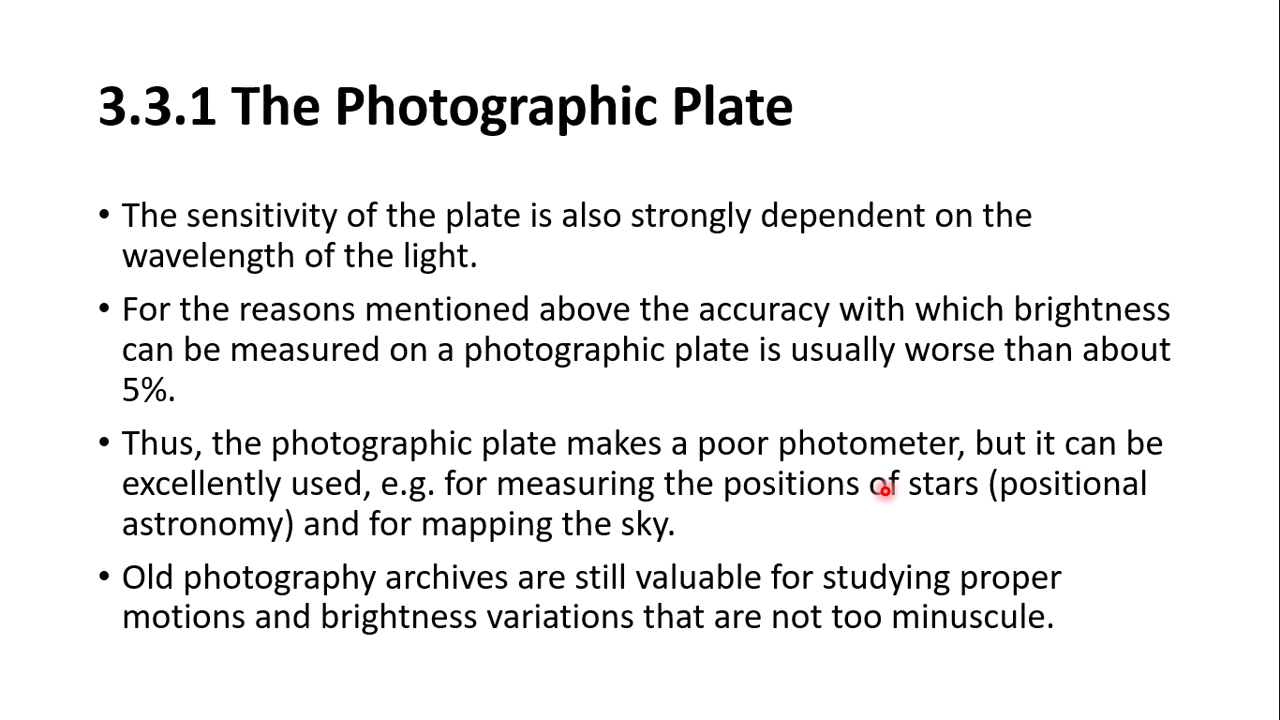 3.3.1 The Photographic Plate
• The sensitivity of the plate is also strongly dependent on the
wavelength of the light.
• For the reasons mentioned above the accuracy with which brightness
can be measured on a photographic plate is usually worse than about
5%.
• Thus, the photographic plate makes a poor photometer, but it can be
excellently used, e.g. for measuring the positions of stars (positional
astronomy) and for mapping the sky.
• Old photography archives are still valuable for studying proper
motions and brightness variations that are not too minuscule.